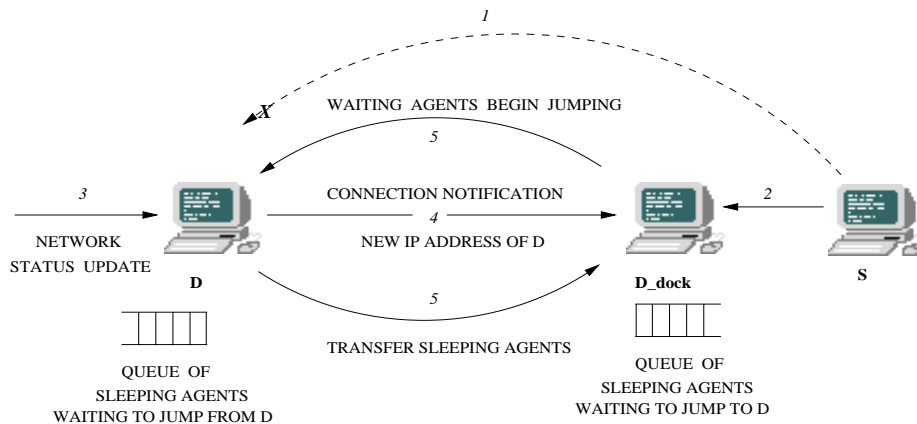 1
X
WAITING AGENTS BEGIN JUMPING
5
3
CONNECTION NOTIFICATION
2
4
NETWORK
STATUS UPDATE
NEW IP ADDRESS OF D
D
D_dock
S
5
TRANSFER SLEEPING AGENTS
QUEUE OF
SLEEPING AGENTS
WAITING TO JUMP FROM D
QUEUE OF
SLEEPING AGENTS
WAITING TO JUMP TO D